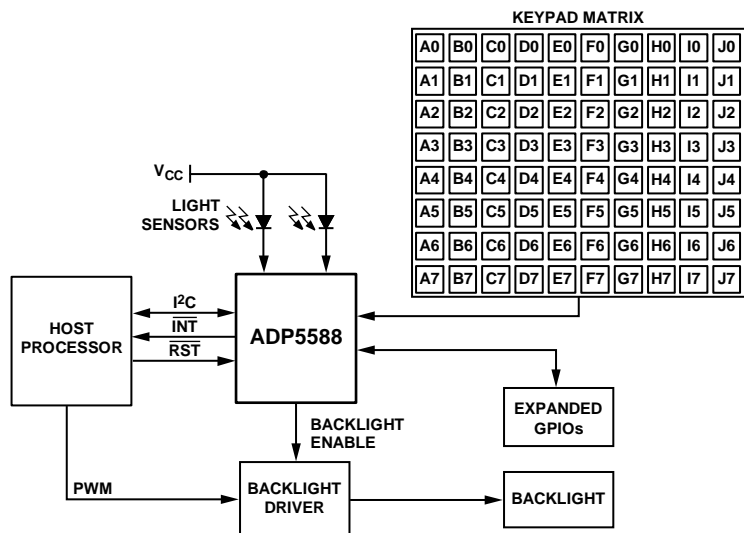 KEYPAD MATRIX
A0 B0 C0 D0 E0 F0 G0 H0 I0 J0
A1 B1 C1 D1 E1 F1 G1 H1 I1 J1
A2 B2 C2 D2 E2 F2 G2 H2 I2 J2
A3 B3 C3 D3 E3 F3 G3 H3 I3 J3
A4 B4 C4 D4 E4 F4 G4 H4 I4 J4
A5 B5 C5 D5 E5 F5 G5 H5 I5 J5
A6 B6 C6 D6 E6 F6 G6 H6 I6 J6
A7 B7 C7 D7 E7 F7 G7 H7 I7 J7
VCC
LIGHT
SENSORS
HOST
PROCESSOR
I²C
INT
RST
ADP5588
EXPANDED
GPIOs
BACKLIGHT
ENABLE
PWM
BACKLIGHT
DRIVER
BACKLIGHT